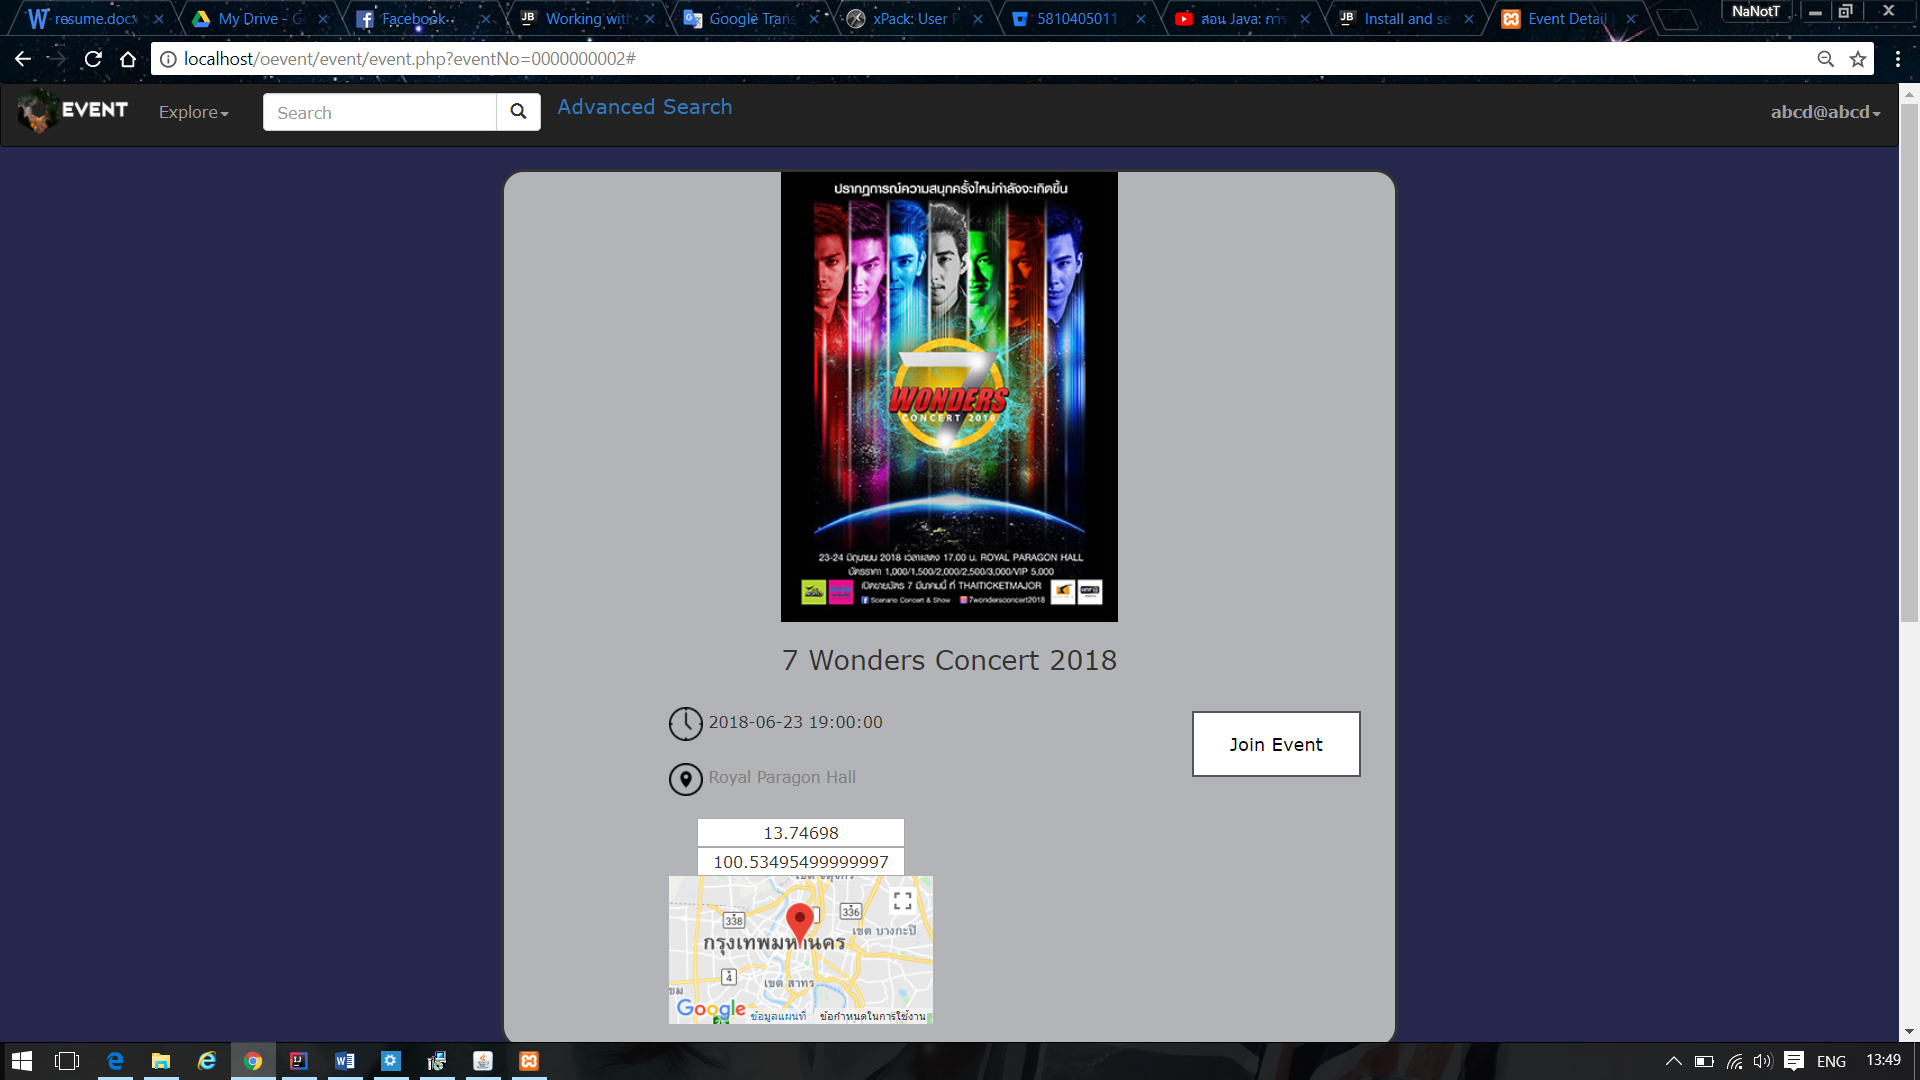 resume.docx
My Drive - G
Facebook
Working with
Google Trans
xPack: User P
5810405011
สอน Java: การ
Install and se
Event Detail
NaNotT
localhost/oevent/event/event.php?eventNo=0000000002#
EVENT
Explore
Search
Advanced Search
abcd@abcd
ปรากฏการณ์ความสนุกครั้งใหม่กำลังจะเกิดขึ้น
7
WONDERS
CONCERT 2018
23-24 มิถุนายน 2018 เวลาแสดง 17.00 น. ROYAL PARAGON HALL
บัตรราคา 1,000/1,500/2,000/2,500/3,000/VIP 5,000
เปิดขายบัตร 7 มีนาคมนี้ ที่ THAITICKETMAJOR
Scenario Concert & Show 7wondersconcert2018
7 Wonders Concert 2018
2018-06-23 19:00:00
Join Event
Royal Paragon Hall
13.74698
100.53495499999997
338
336
เขต บางกะปิ
กรุงเทพมหานคร
4
เขต สาทร
Google
ข้อมูลแผนที่ ข้อกำหนดในการใช้งาน
ENG
13:49